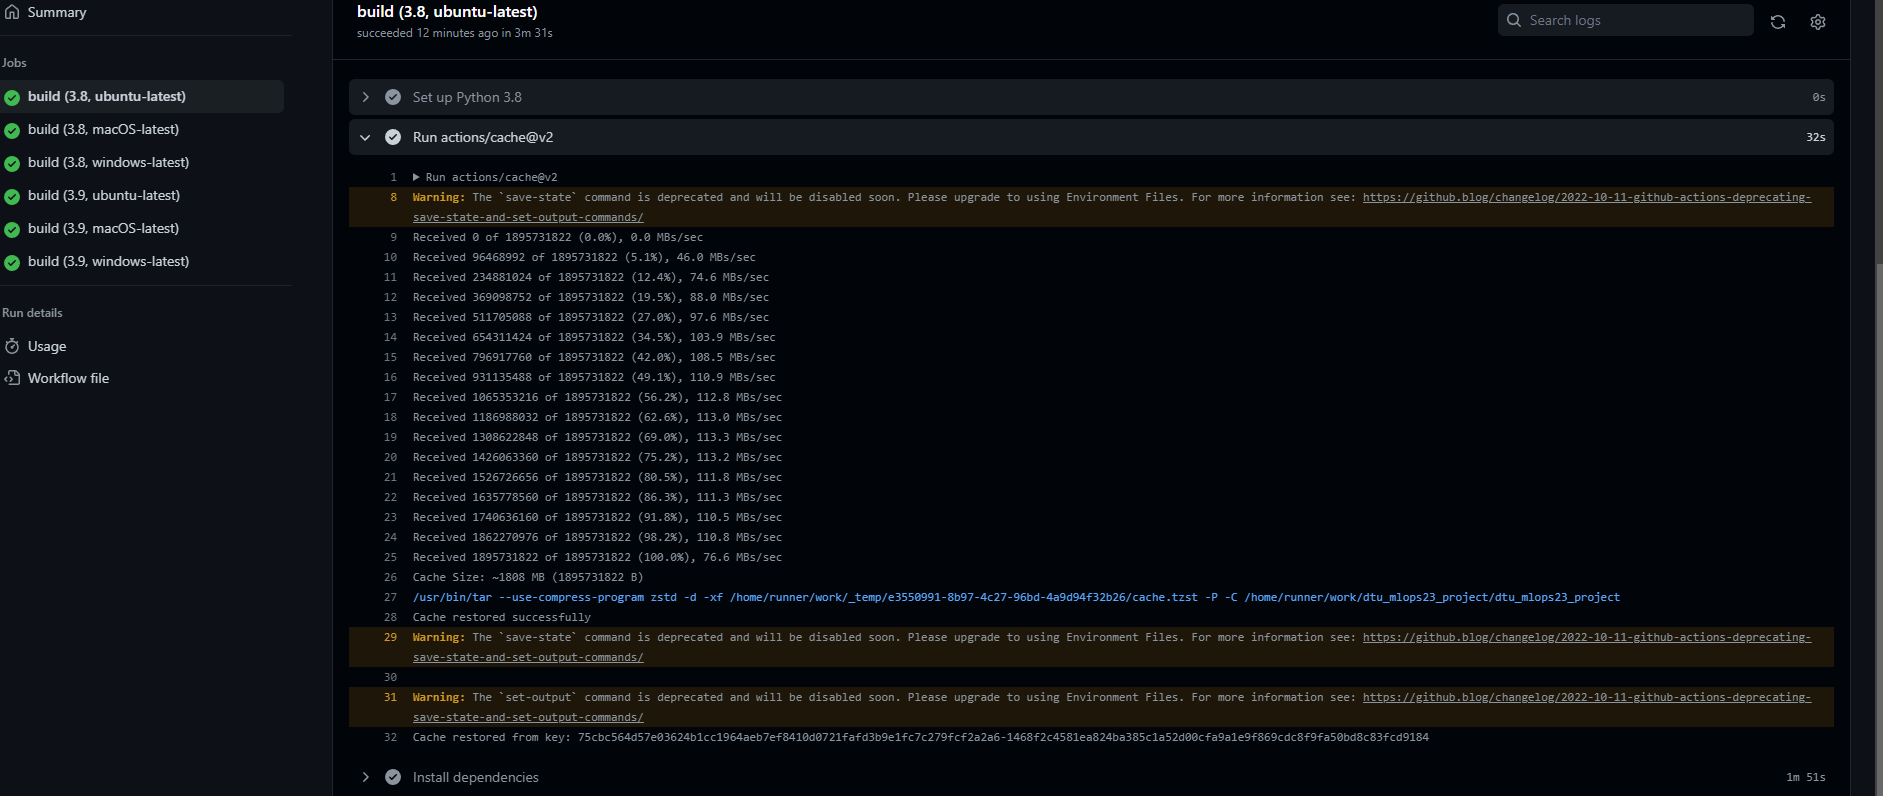 Summary
Jobs
build (3.8, ubuntu-latest)
build (3.8, macOS-latest)
build (3.8, windows-latest)
build (3.9, ubuntu-latest)
build (3.9, macOS-latest)
build (3.9, windows-latest)
Run details
Usage
Workflow file
build (3.8, ubuntu-latest)
succeeded 12 minutes ago in 3m 31s
Search logs
Set up Python 3.8 0s
Run actions/cache@v2 32s
1 Run actions/cache@v2
8 Warning: The `save-state` command is deprecated and will be disabled soon. Please upgrade to using Environment Files. For more information see: https://github.blog/changelog/2022-10-11-github-actions-deprecating-
save-state-and-set-output-commands/
9 Received 0 of 1895731822 (0.0%), 0.0 MBs/sec
10 Received 96468992 of 1895731822 (5.1%), 46.0 MBs/sec
11 Received 234881024 of 1895731822 (12.4%), 74.6 MBs/sec
12 Received 369098752 of 1895731822 (19.5%), 88.0 MBs/sec
13 Received 511705088 of 1895731822 (27.0%), 97.6 MBs/sec
14 Received 654311424 of 1895731822 (34.5%), 103.9 MBs/sec
15 Received 796917760 of 1895731822 (42.0%), 108.5 MBs/sec
16 Received 931135488 of 1895731822 (49.1%), 110.9 MBs/sec
17 Received 1065353216 of 1895731822 (56.2%), 112.8 MBs/sec
18 Received 1186988032 of 1895731822 (62.6%), 113.0 MBs/sec
19 Received 1308622848 of 1895731822 (69.0%), 113.3 MBs/sec
20 Received 1426063360 of 1895731822 (75.2%), 113.2 MBs/sec
21 Received 1526726656 of 1895731822 (80.5%), 111.8 MBs/sec
22 Received 1635778560 of 1895731822 (86.3%), 111.3 MBs/sec
23 Received 1740636160 of 1895731822 (91.8%), 110.5 MBs/sec
24 Received 1862270976 of 1895731822 (98.2%), 110.8 MBs/sec
25 Received 1895731822 of 1895731822 (100.0%), 76.6 MBs/sec
26 Cache Size: ~1808 MB (1895731822 B)
27 /usr/bin/tar --use-compress-program zstd -d -xf /home/runner/work/_temp/e3550991-8b97-4c27-96bd-4a9d94f32b26/cache.tzst -P -C /home/runner/work/dtu_mlops23_project/dtu_mlops23_project
28 Cache restored successfully
29 Warning: The `save-state` command is deprecated and will be disabled soon. Please upgrade to using Environment Files. For more information see: https://github.blog/changelog/2022-10-11-github-actions-deprecating-
save-state-and-set-output-commands/
30
31 Warning: The `set-output` command is deprecated and will be disabled soon. Please upgrade to using Environment Files. For more information see: https://github.blog/changelog/2022-10-11-github-actions-deprecating-
save-state-and-set-output-commands/
32 Cache restored from key: 75cbc564d57e03624b1cc1964aeb7ef8410d0721fafd3b9e1fc7c279fcf2a2a6-1468f2c4581ea824ba385c1a52d00cfa9a1e9f869cdc8f9fa50bd8c83fcd9184
Install dependencies 1m 51s